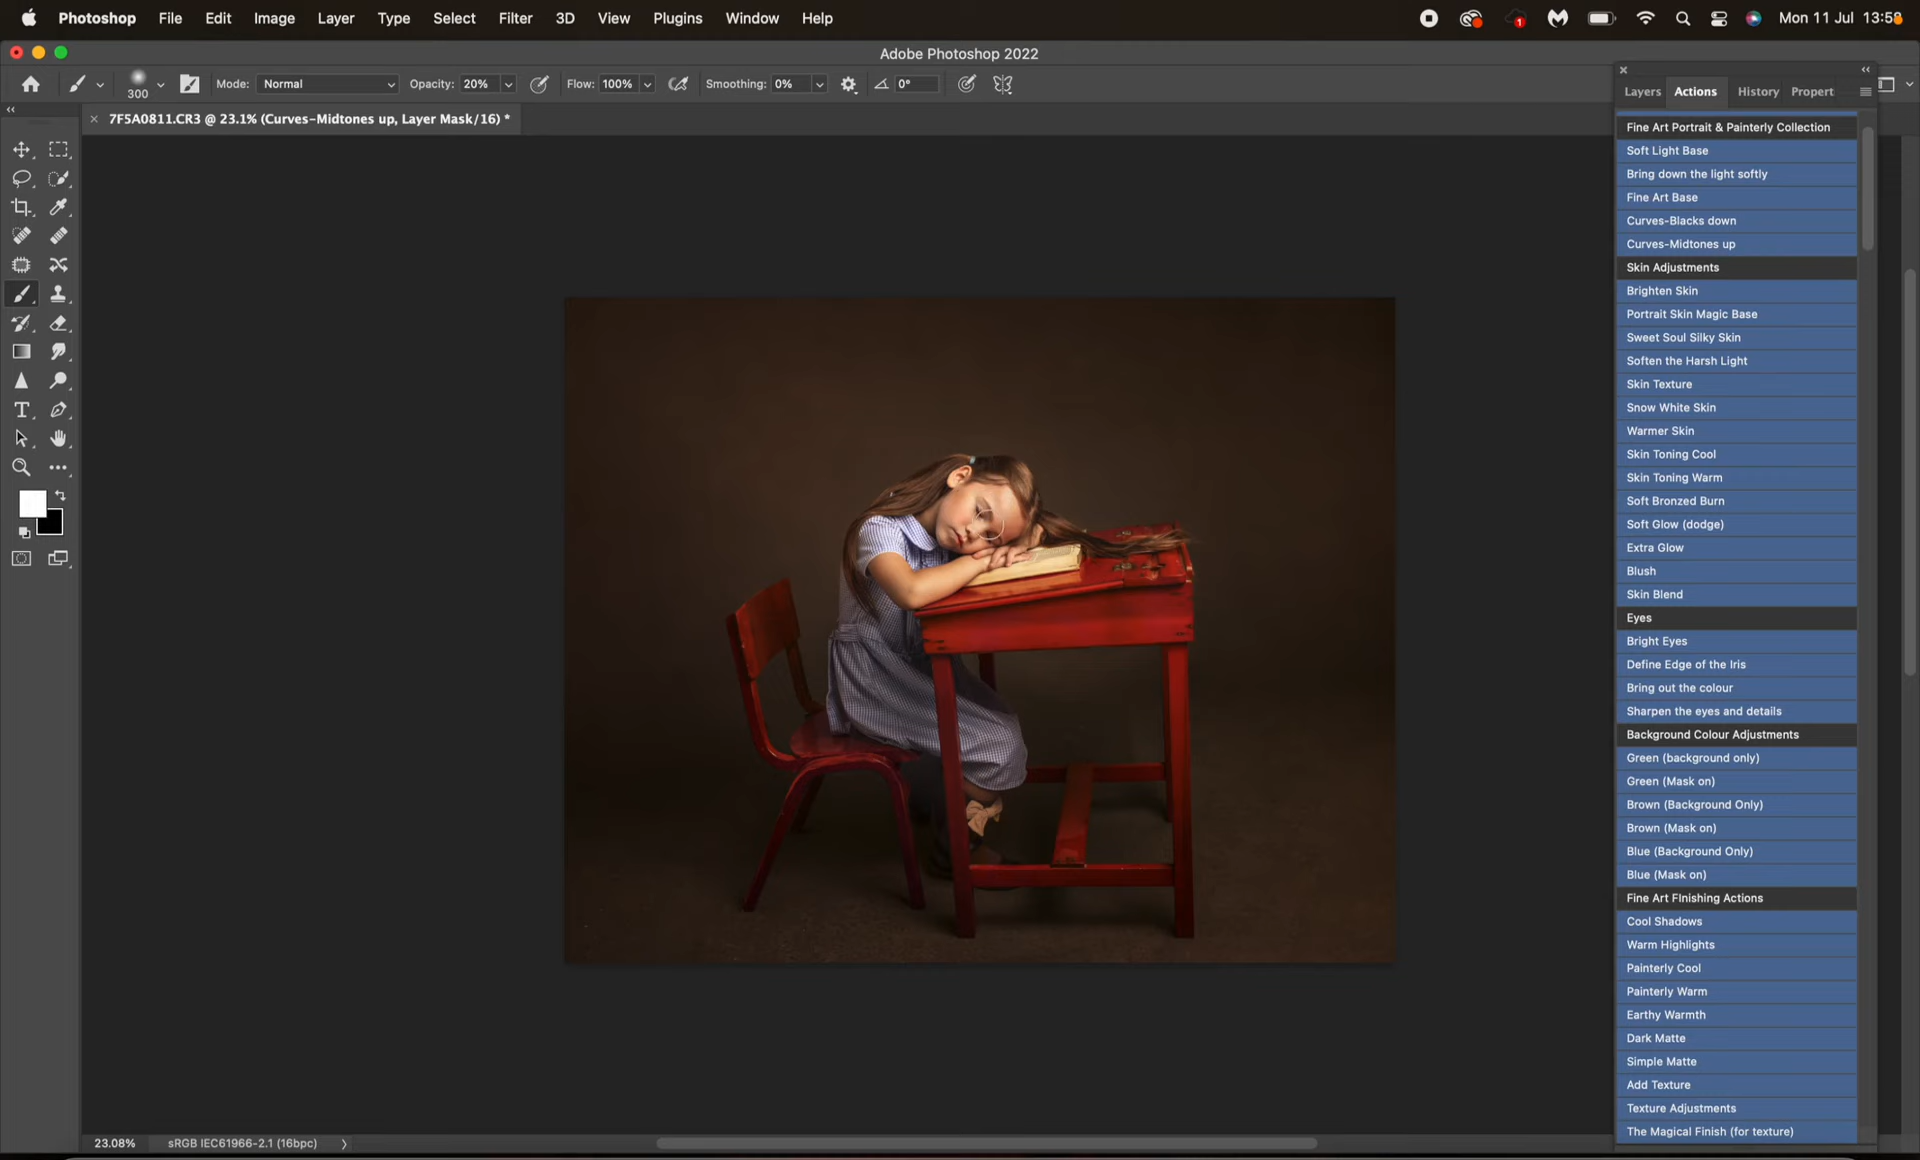 Photoshop File Edit Image Layer Type Select Filter 3D View Plugins Window Help 1 Mon 11 Jul 13:58
Adobe Photoshop 2022
300 Mode: Normal Opacity: 20% Flow: 100% Smoothing: 0% 0°
7F5A0811.CR3 @ 23.1% (Curves-Midtones up, Layer Mask/16) *
Layers Actions History Propert
Fine Art Portrait & Painterly Collection
Soft Light Base
Bring down the light softly
Fine Art Base
Curves-Blacks down
Curves-Midtones up
Skin Adjustments
Brighten Skin
Portrait Skin Magic Base
Sweet Soul Silky Skin
Soften the Harsh Light
Skin Texture
Snow White Skin
Warmer Skin
Skin Toning Cool
Skin Toning Warm
Soft Bronzed Burn
Soft Glow (dodge)
Extra Glow
Blush
Skin Blend
Eyes
Bright Eyes
Define Edge of the Iris
Bring out the colour
Sharpen the eyes and details
Background Colour Adjustments
Green (background only)
Green (Mask on)
Brown (Background Only)
Brown (Mask on)
Blue (Background Only)
Blue (Mask on)
Fine Art FInishing Actions
Cool Shadows
Warm Highlights
Painterly Cool
Painterly Warm
Earthy Warmth
Dark Matte
Simple Matte
Add Texture
Texture Adjustments
The Magical Finish (for texture)
23.08% sRGB IEC61966-2.1 (16bpc)